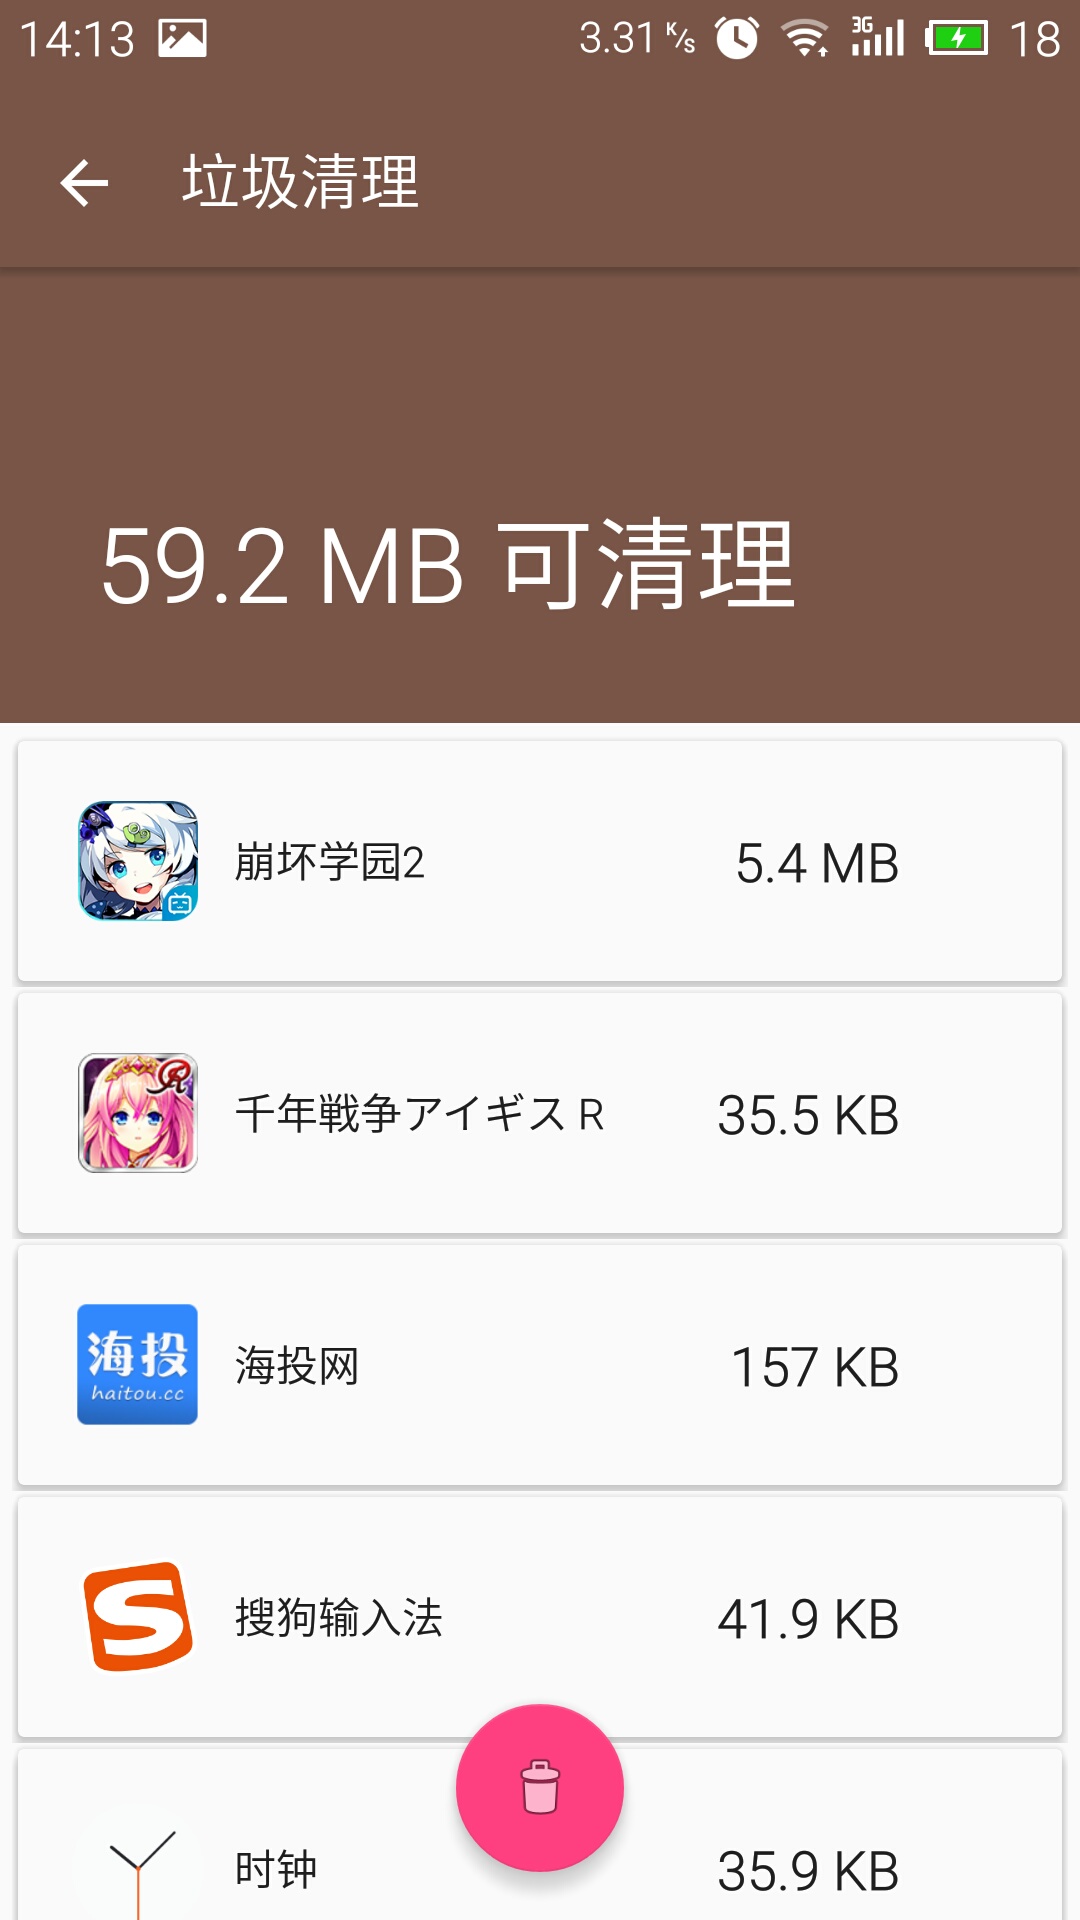 14:13 3.31 K/s 3G 18
垃圾清理
59.2 MB 可清理
崩坏学园2 5.4 MB
R
千年戦争アイギス R 35.5 KB
海投
haitou.cc
海投网 157 KB
S
搜狗输入法 41.9 KB
时钟 35.9 KB